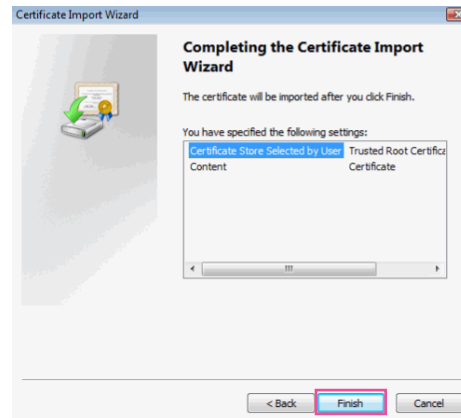 Certificate Import Wizard
Completing the Certificate Import
Wizard
The certificate will be imported after you click Finish.
You have specified the following settings:
Certificate Store Selected by User Trusted Root Certifica
Content Certificate
< Back Finish Cancel